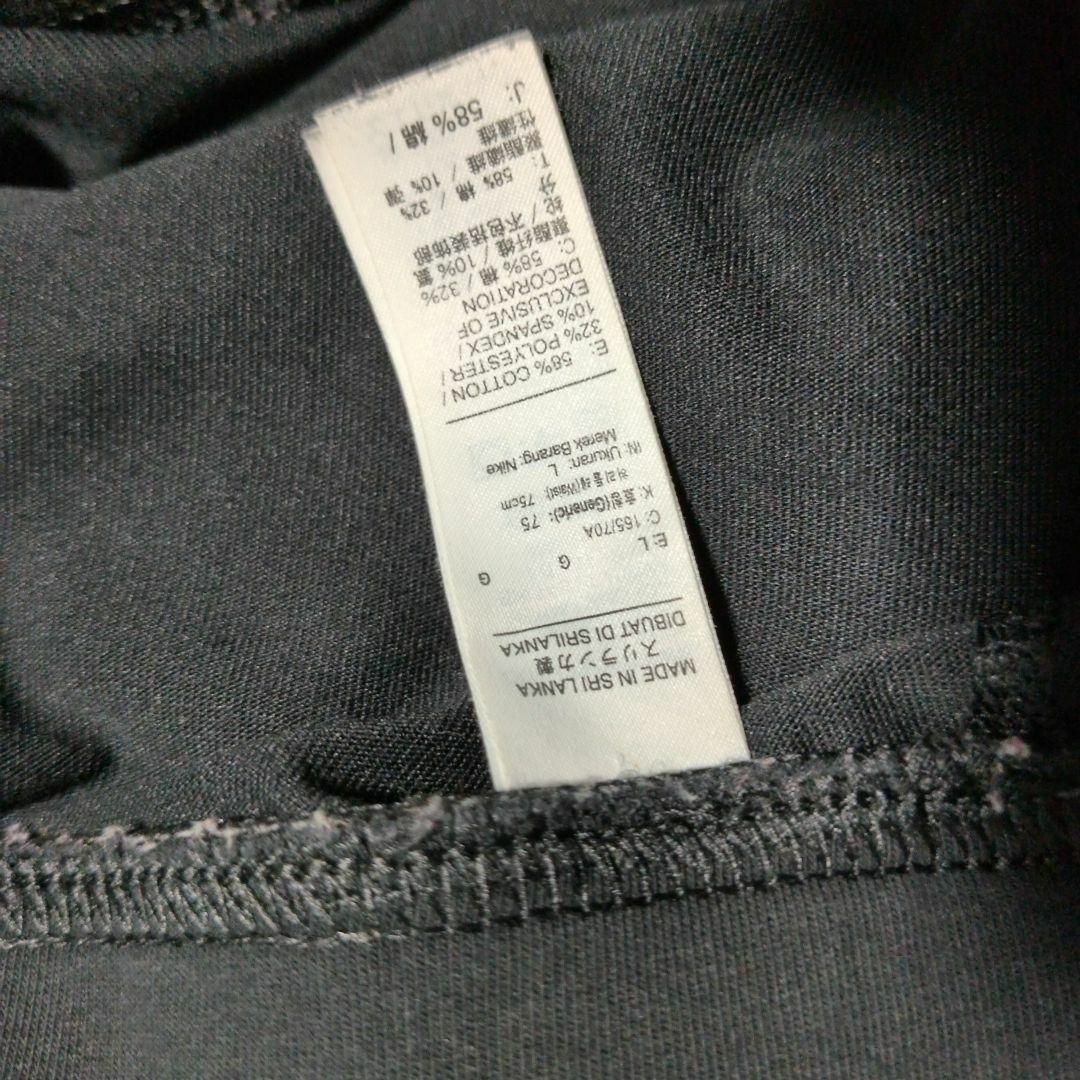 MADE IN SRI LANKA
スリランカ製
DIBUAT DI SRILANKA
G
G
E: L
C: 165/70A
K: 호칭(Generic): 75
허리둘레(Waist): 75cm
IN: Ukuran: L
Merek Barang: Nike
E: 58% COTTON /
32% POLYESTER /
10% SPANDEX /
EXCLUSIVE OF
DECORATION
C: 58% 棉 / 32%
聚酯纤维 / 10% 氨
纶 / 不包括装饰部
分
T: 58% 棉 / 32%
聚酯纖維 / 10% 彈
性纖維
J: 58% 綿 /